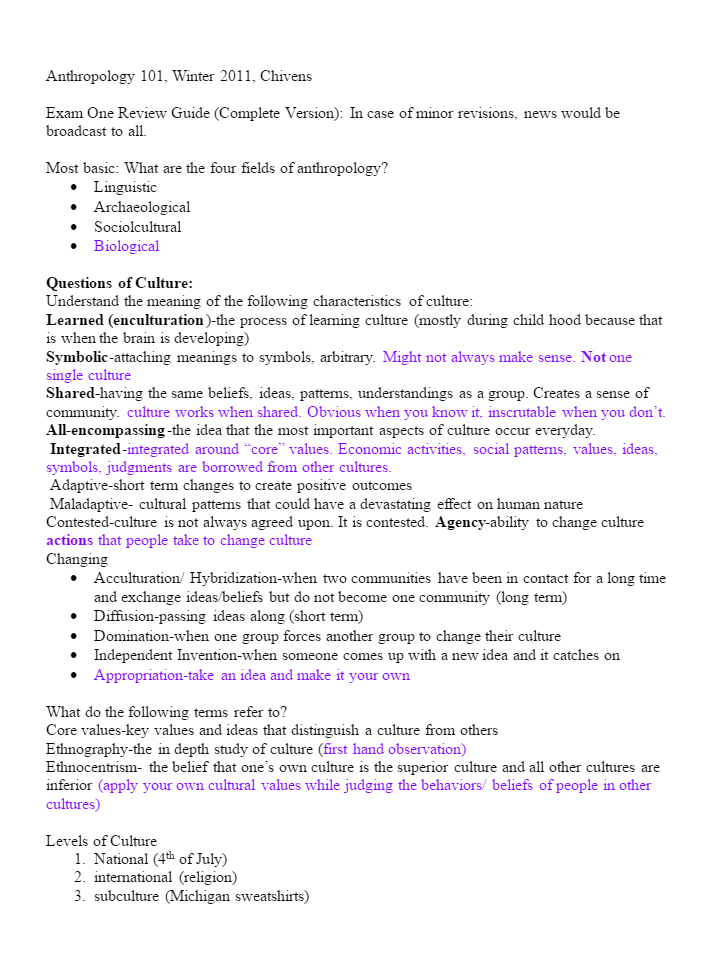 Anthropology 101, Winter 2011, Chivens
Exam One Review Guide (Complete Version): In case of minor revisions, news would be
broadcast to all.
Most basic: What are the four fields of anthropology?
• Linguistic
• Archaeological
• Sociolcultural
• Biological
Questions of Culture:
Understand the meaning of the following characteristics of culture:
Learned (enculturation)-the process of learning culture (mostly during child hood because that
is when the brain is developing)
Symbolic-attaching meanings to symbols, arbitrary. Might not always make sense. Not one
single culture
Shared-having the same beliefs, ideas, patterns, understandings as a group. Creates a sense of
community. culture works when shared. Obvious when you know it, inscrutable when you don't.
All-encompassing-the idea that the most important aspects of culture occur everyday.
Integrated-integrated around “core” values. Economic activities, social patterns, values, ideas,
symbols, judgments are borrowed from other cultures.
Adaptive-short term changes to create positive outcomes
Maladaptive- cultural patterns that could have a devastating effect on human nature
Contested-culture is not always agreed upon. It is contested. Agency-ability to change culture
actions that people take to change culture
Changing
• Acculturation/ Hybridization-when two communities have been in contact for a long time
and exchange ideas/beliefs but do not become one community (long term)
• Diffusion-passing ideas along (short term)
• Domination-when one group forces another group to change their culture
• Independent Invention-when someone comes up with a new idea and it catches on
• Appropriation-take an idea and make it your own
What do the following terms refer to?
Core values-key values and ideas that distinguish a culture from others
Ethnography-the in depth study of culture (first hand observation)
Ethnocentrism- the belief that one's own culture is the superior culture and all other cultures are
inferior (apply your own cultural values while judging the behaviors/ beliefs of people in other
cultures)
Levels of Culture
1. National (4th of July)
2. international (religion)
3. subculture (Michigan sweatshirts)